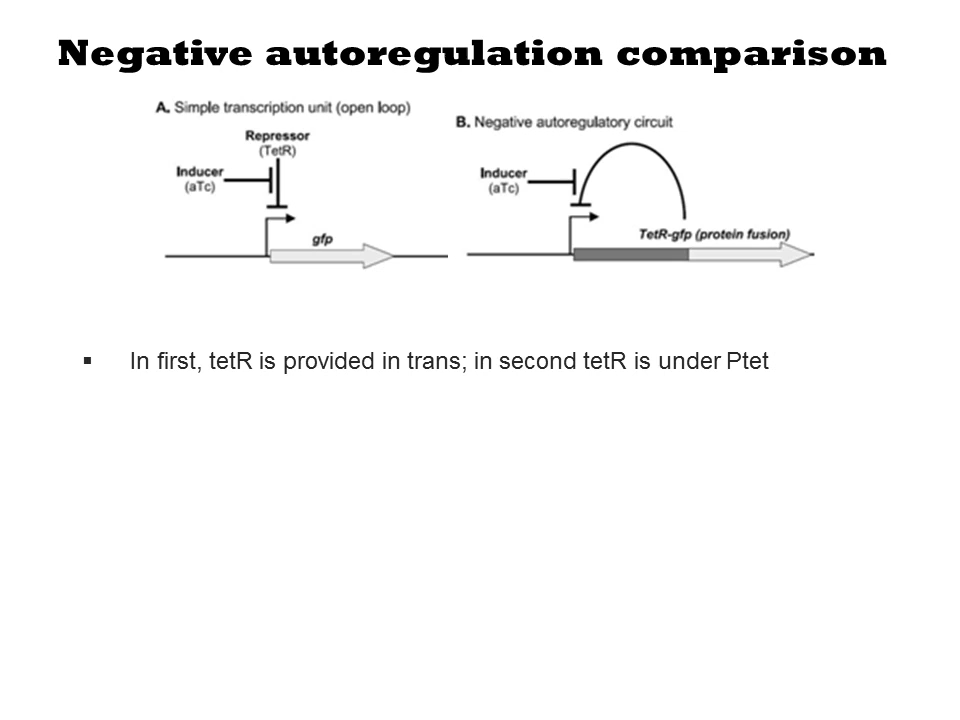 Negative autoregulation comparison
A. Simple transcription unit (open loop)
Repressor
(TetR)
Inducer
(aTc)
gfp
B. Negative autoregulatory circuit
Inducer
(aTc)
TetR-gfp (protein fusion)
▪ In first, tetR is provided in trans; in second tetR is under Ptet